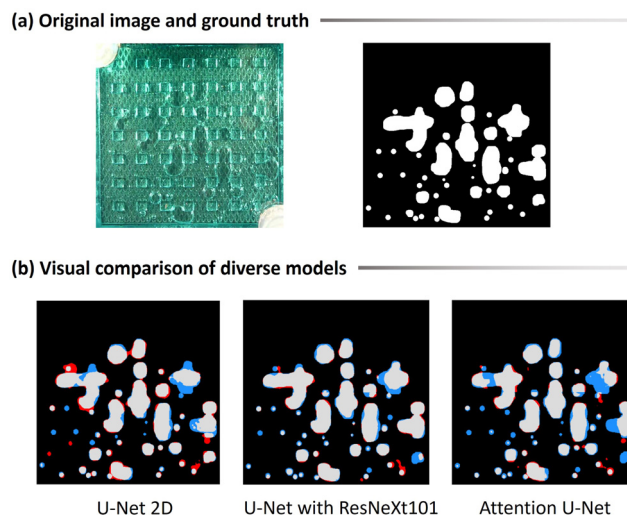 (a) Original image and ground truth
(b) Visual comparison of diverse models
U-Net 2D
U-Net with ResNeXt101
Attention U-Net